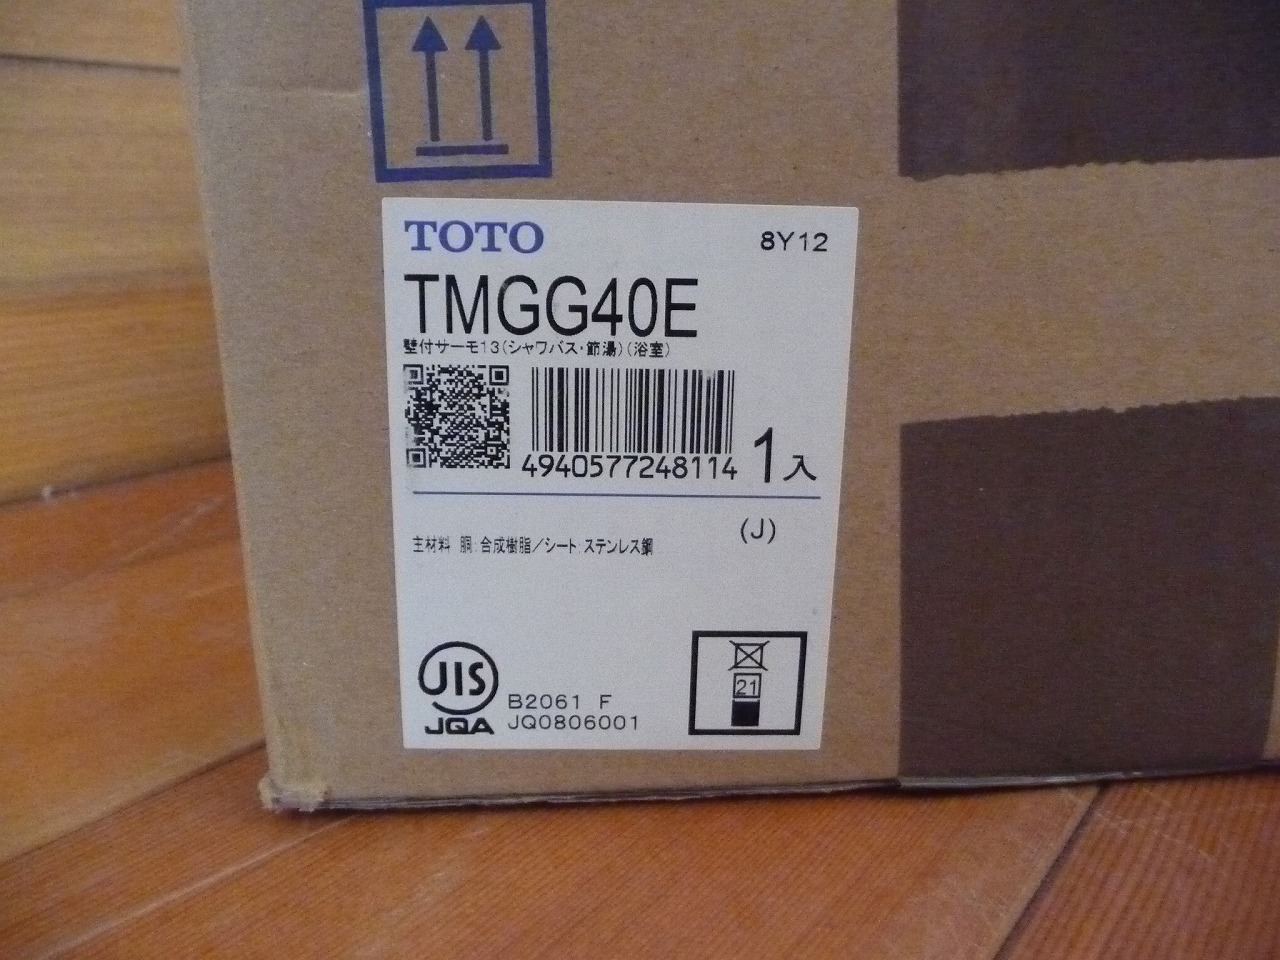 TOTO
8Y12
TMGG40E
壁付サーモ13(シャワバス・節湯)(浴室)
4940577248114
1入
(J)
主材料 胴:合成樹脂/シート:ステンレス鋼
JIS
JQA
B2061 F
JQ0806001
21